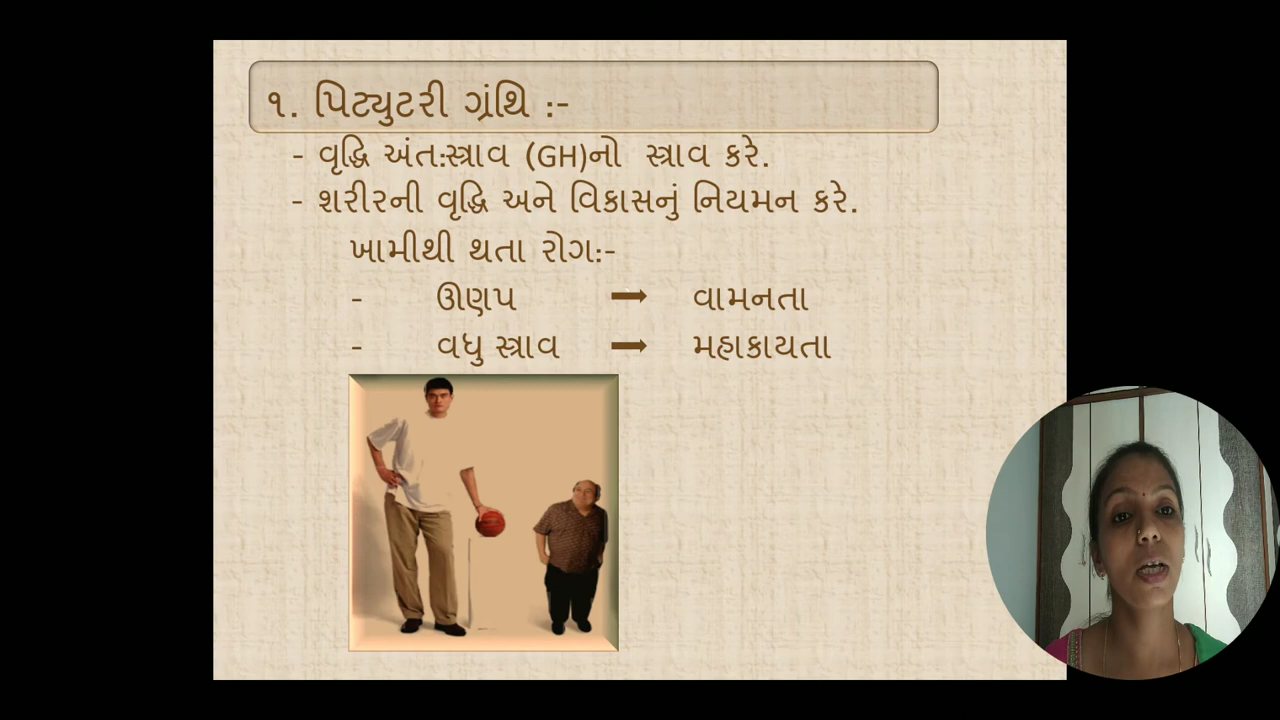 ૧. પિટ્યુટરી ગ્રંથિ :-
- વૃદ્ધિ અંત:સ્ત્રાવ (GH)નો સ્ત્રાવ કરે.
- શરીરની વૃદ્ધિ અને વિકાસનું નિયમન કરે.
ખામીથી થતા રોગ:-
- ઊણપ ➡ વામનતા
- વધુ સ્ત્રાવ ➡ મહાકાયતા